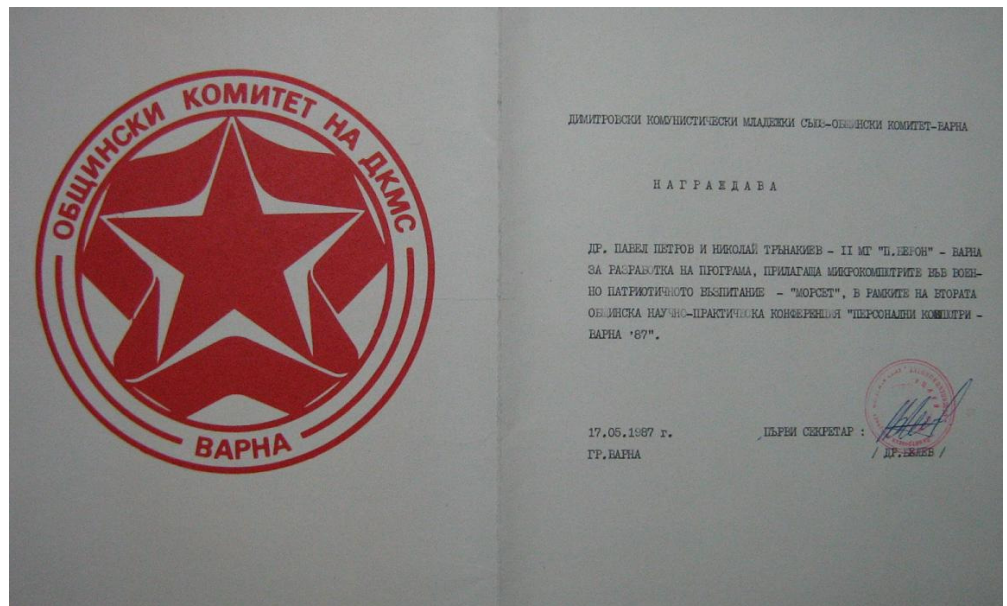 ОБЩИНСКИ КОМИТЕТ НА ДКМС
ВАРНА
ДИМИТРОВСКИ КОМУНИСТИЧЕСКИ МЛАДЕЖКИ СЪЮЗ-ОБЩИНСКИ КОМИТЕТ-ВАРНА
Н А Г Р А Ж Д А В А
ДР. ПАВЕЛ ПЕТРОВ И НИКОЛАЙ ТРЪНАКИЕВ - II МГ "П.БЕРОН" - ВАРНА
ЗА РАЗРАБОТКА НА ПРОГРАМА, ПРИЛАГАЩА МИКРОКОМПЮТРИТЕ ВЪВ ВОЕН-
НО ПАТРИОТИЧНОТО ВЪЗПИТАНИЕ - "МОРСЕТ", В РАМКИТЕ НА ВТОРАТА
ОБЩИНСКА НАУЧНО-ПРАКТИЧЕСКА КОНФЕРЕНЦИЯ "ПЕРСОНАЛНИ КОМПЮТРИ -
ВАРНА '87".
17.05.1987 г. ПЪРВИ СЕКРЕТАР :
ГР.ВАРНА / ДР.БЕЛЕВ /